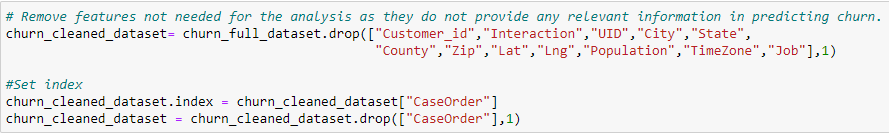 # Remove features not needed for the analysis as they do not provide any relevant information in predicting churn.
churn_cleaned_dataset= churn_full_dataset.drop(["Customer_id","Interaction","UID","City","State",
"County","Zip","Lat","Lng","Population","TimeZone","Job"],1)
#Set index
churn_cleaned_dataset.index = churn_cleaned_dataset["CaseOrder"]
churn_cleaned_dataset = churn_cleaned_dataset.drop(["CaseOrder"],1)